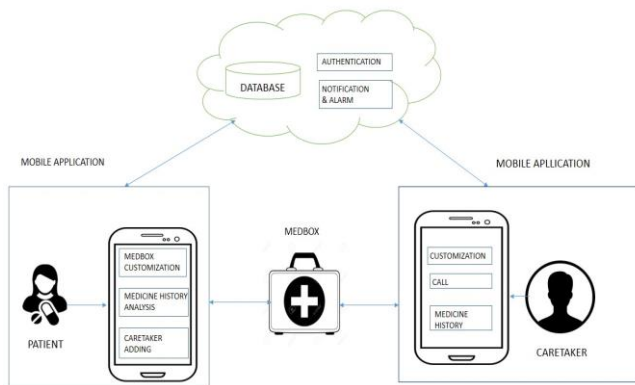 AUTHENTICATION
DATABASE
NOTIFICATION
& ALARM
MOBILE APPLICATION
MOBILE APLLICATION
MEDBOX
MEDBOX
CUSTOMIZATION
MEDICINE HISTORY
ANALYSIS
CARETAKER
ADDING
PATIENT
CUSTOMIZATION
CALL
MEDICINE
HISTORY
CARETAKER